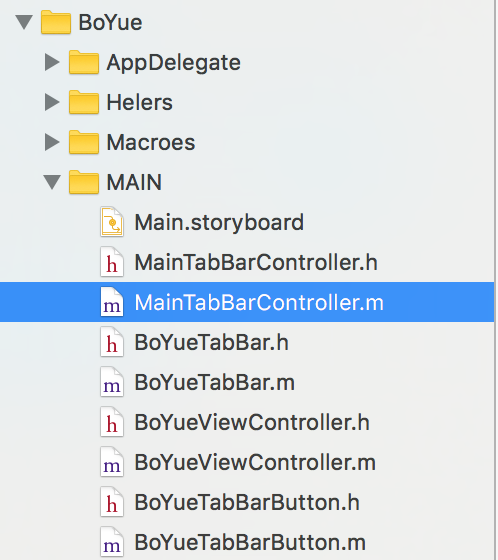 BoYue
AppDelegate
Helers
Macroes
MAIN
Main.storyboard
h MainTabBarController.h
m MainTabBarController.m
h BoYueTabBar.h
m BoYueTabBar.m
h BoYueViewController.h
m BoYueViewController.m
h BoYueTabBarButton.h
m BoYueTabBarButton.m